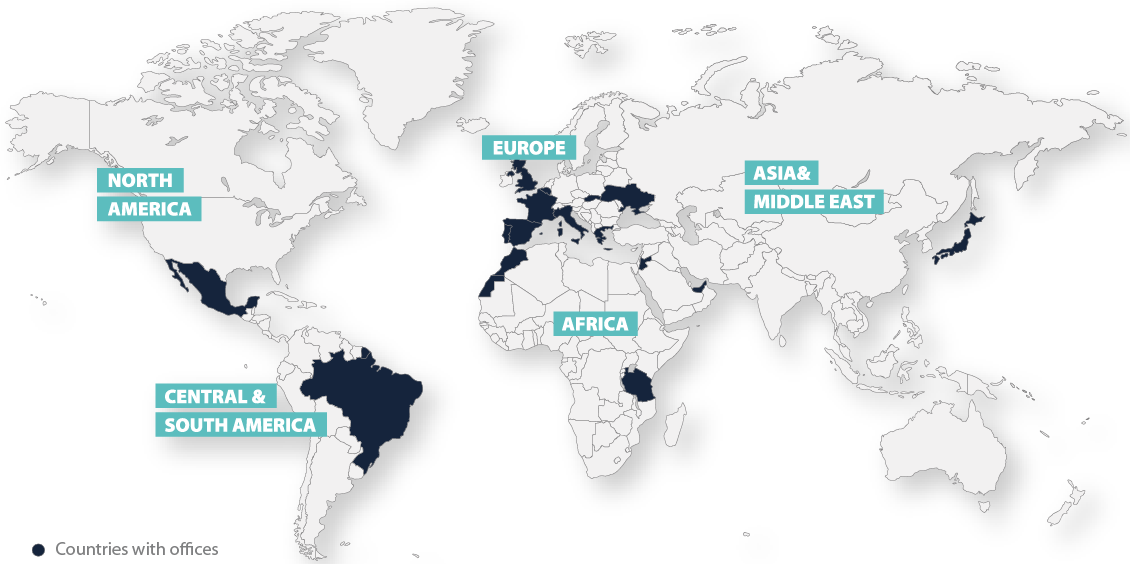 EUROPE
NORTH
AMERICA
ASIA&
MIDDLE EAST
AFRICA
CENTRAL &
SOUTH AMERICA
Countries with offices